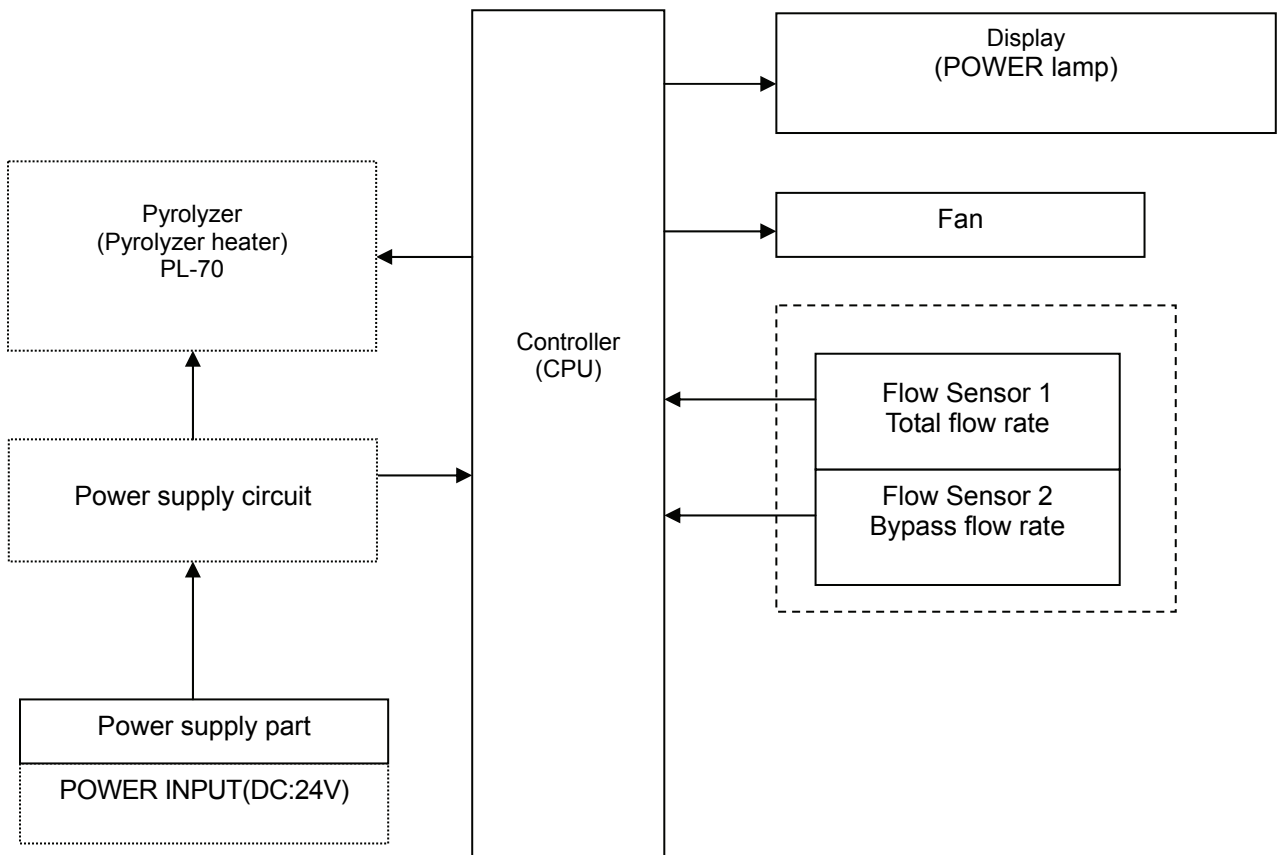 Display
(POWER lamp)
Pyrolyzer
(Pyrolyzer heater)
PL-70
Fan
Controller
(CPU)
Flow Sensor 1
Total flow rate
Power supply circuit
Flow Sensor 2
Bypass flow rate
Power supply part
POWER INPUT(DC:24V)